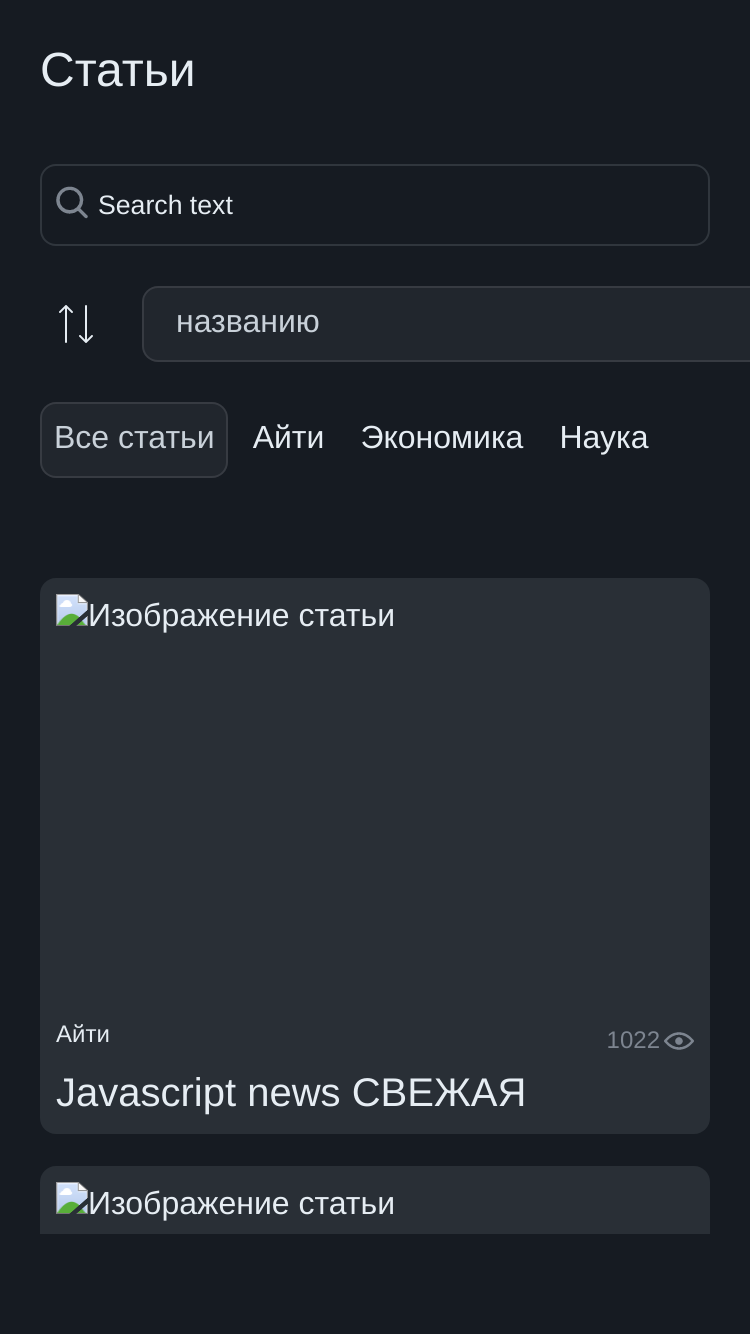 Статьи
Search text
названию
Все статьи Айти Экономика Наука
Изображение статьи
Айти 1022
Javascript news СВЕЖАЯ
Изображение статьи